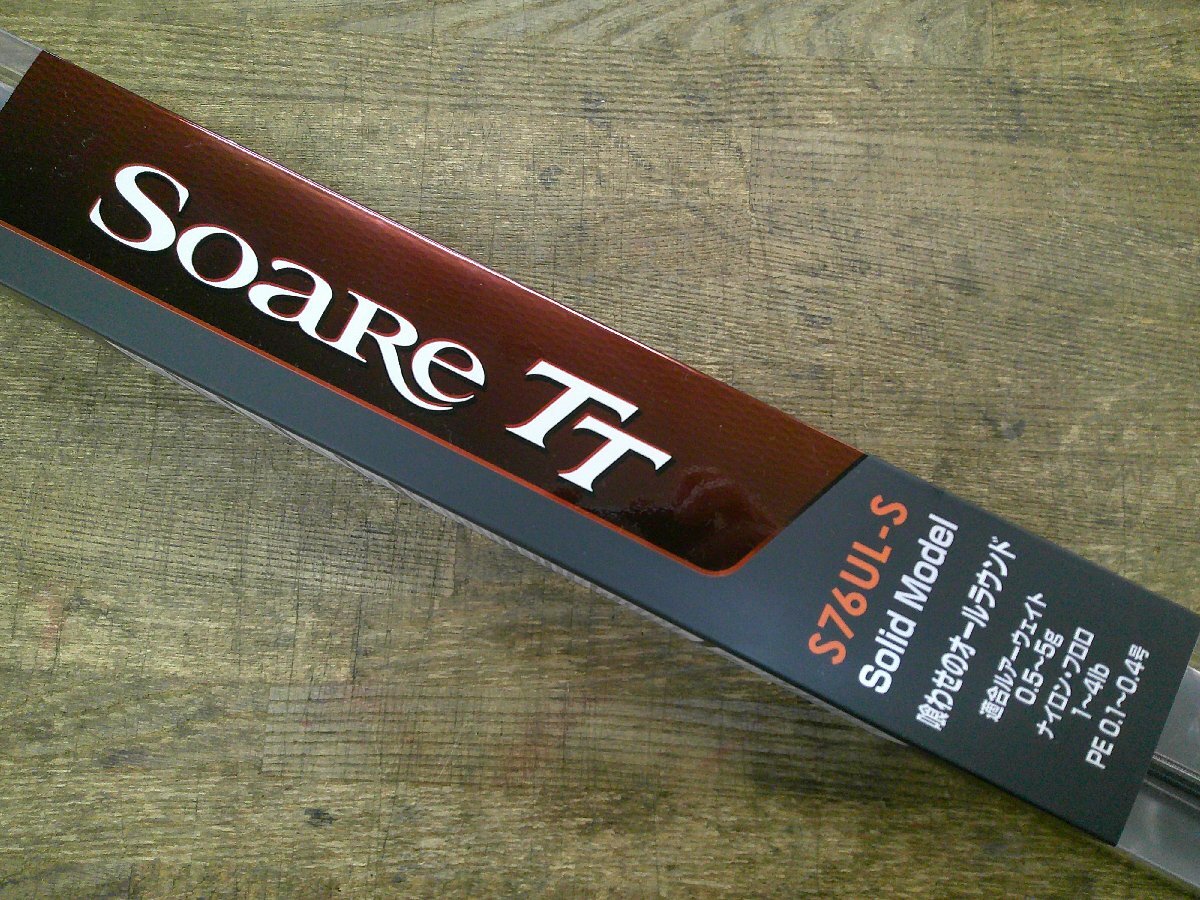 Soare TT
S76UL-S
Solid Model
喰わせのオールラウンド
適合ルアーウェイト
0.5~5g
ナイロン・フロロ
1~4lb
PE 0.1~0.4号